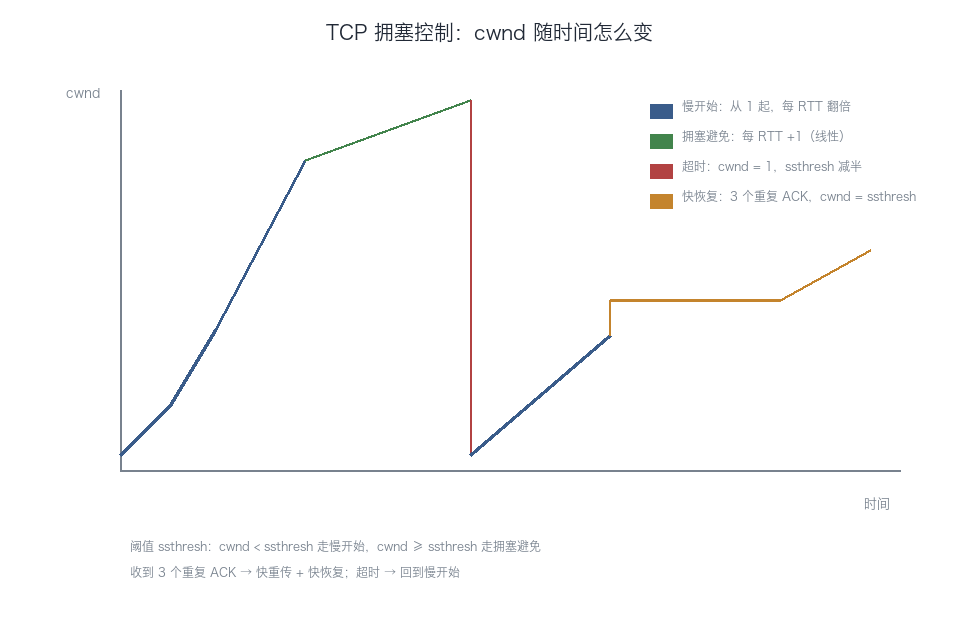 TCP 拥塞控制：cwnd 随时间怎么变
cwnd
慢开始：从 1 起，每 RTT 翻倍
拥塞避免：每 RTT +1（线性）
超时：cwnd = 1，ssthresh 减半
快恢复：3 个重复 ACK，cwnd = ssthresh
时间
阈值 ssthresh：cwnd < ssthresh 走慢开始，cwnd ≥ ssthresh 走拥塞避免
收到 3 个重复 ACK → 快重传 + 快恢复；超时 → 回到慢开始